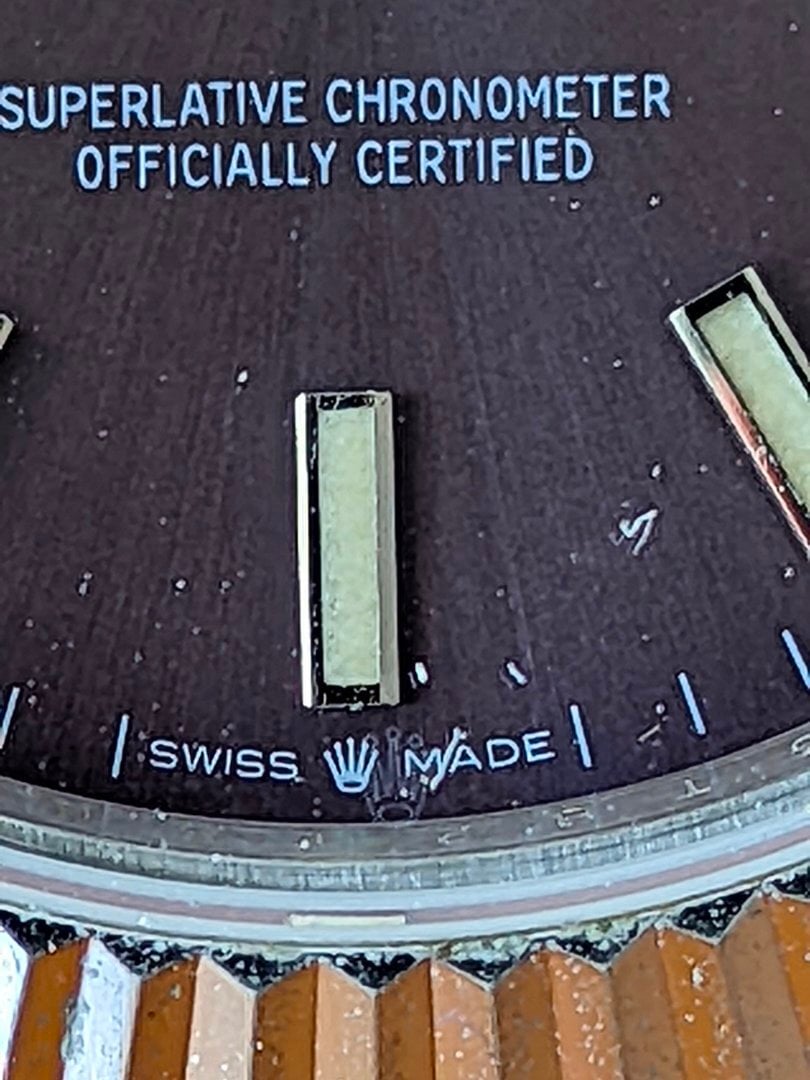 SUPERLATIVE CHRONOMETER
OFFICIALLY CERTIFIED
SWISS MADE